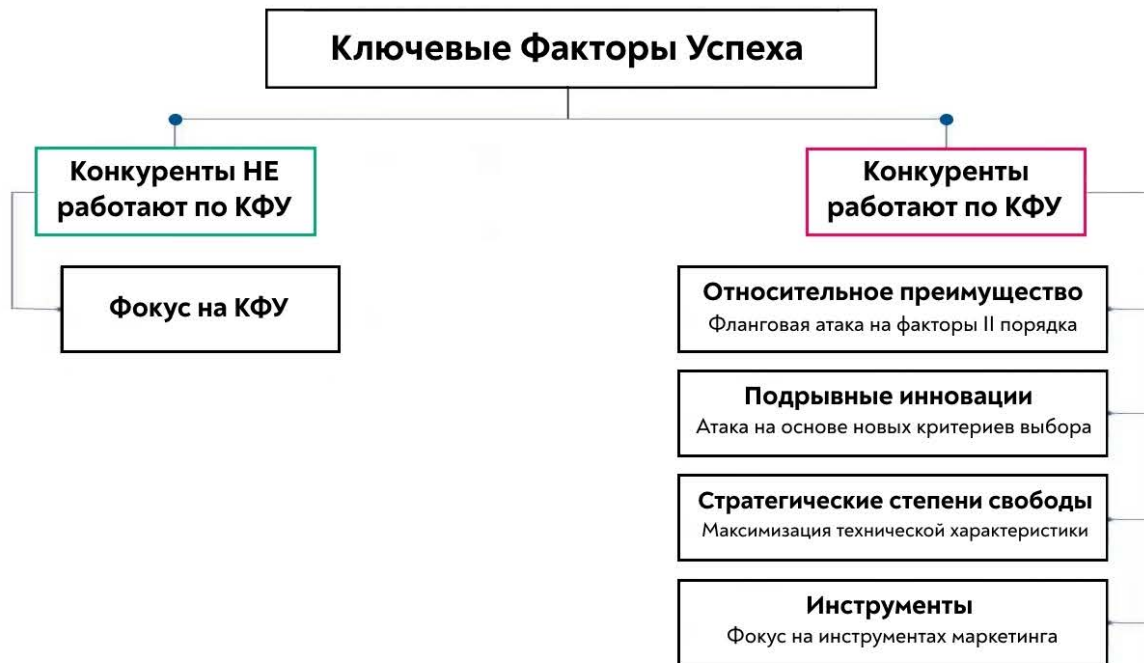 Ключевые Факторы Успеха
Конкуренты НЕ
работают по КФУ
Фокус на КФУ
Конкуренты
работают по КФУ
Относительное преимущество
Фланговая атака на факторы II порядка
Подрывные инновации
Атака на основе новых критериев выбора
Стратегические степени свободы
Максимизация технической характеристики
Инструменты
Фокус на инструментах маркетинга